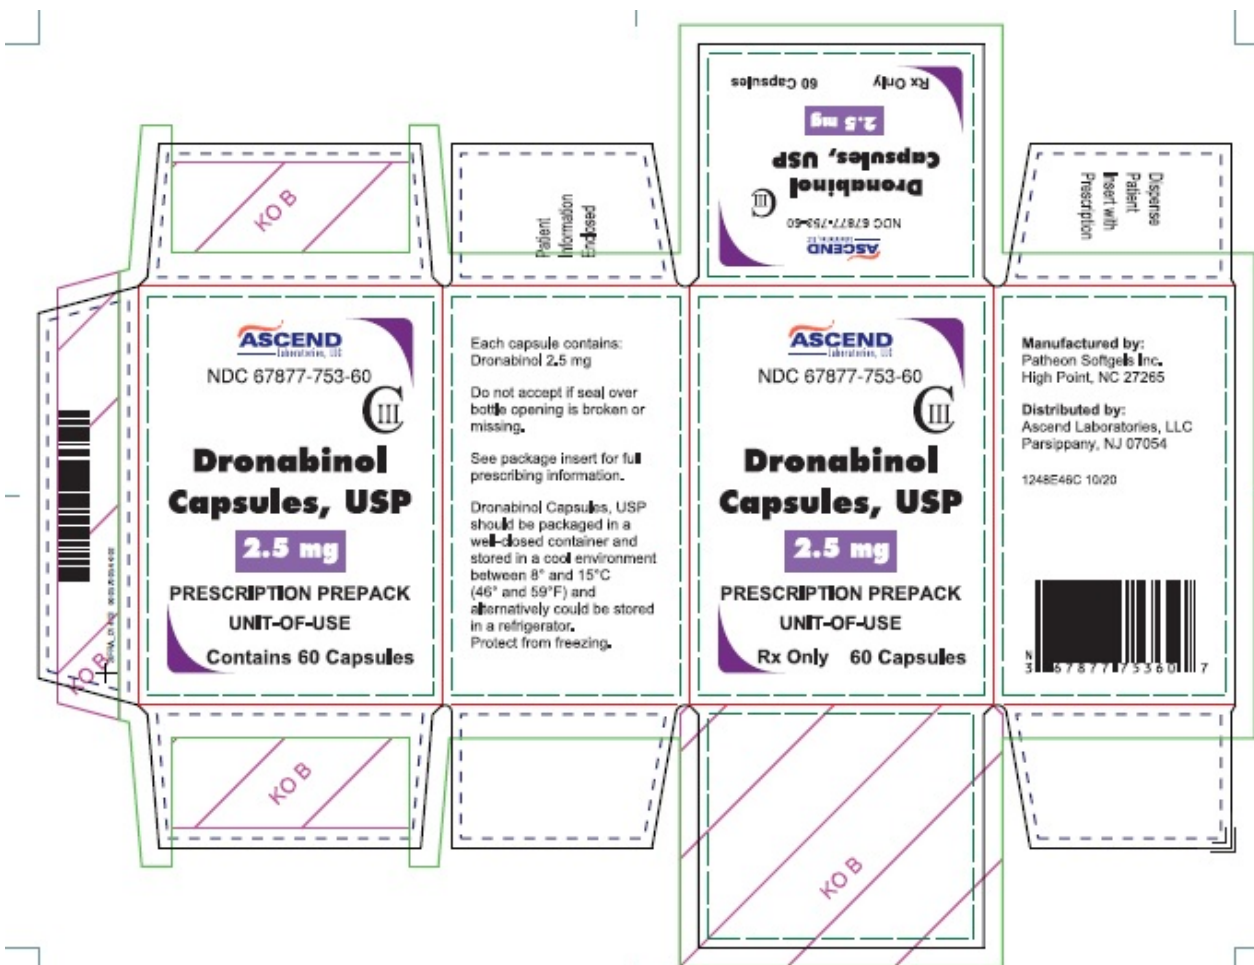 KO B
Patient
Information
Enclosed
ASCEND
Laboratories, LLC
NDC 67877-753-60
CIII
Dronabinol
Capsules, USP
2.5 mg
Rx Only 60 Capsules
Dispense
Patient
Insert with
Prescription
KO B
ASCEND
Laboratories, LLC
NDC 67877-753-60
CIII
Dronabinol
Capsules, USP
2.5 mg
PRESCRIPTION PREPACK
UNIT-OF-USE
Contains 60 Capsules
Each capsule contains:
Dronabinol 2.5 mg
Do not accept if seal over
bottle opening is broken or
missing.
See package insert for full
prescribing information.
Dronabinol Capsules, USP
should be packaged in a
well-closed container and
stored in a cool environment
between 8° and 15°C
(46° and 59°F) and
alternatively could be stored
in a refrigerator.
Protect from freezing.
ASCEND
Laboratories, LLC
NDC 67877-753-60
CIII
Dronabinol
Capsules, USP
2.5 mg
PRESCRIPTION PREPACK
UNIT-OF-USE
Rx Only 60 Capsules
Manufactured by:
Patheon Softgels Inc.
High Point, NC 27265
Distributed by:
Ascend Laboratories, LLC
Parsippany, NJ 07054
1248E46C 10/20
N
3 67877 75360 7
KO B
KO B